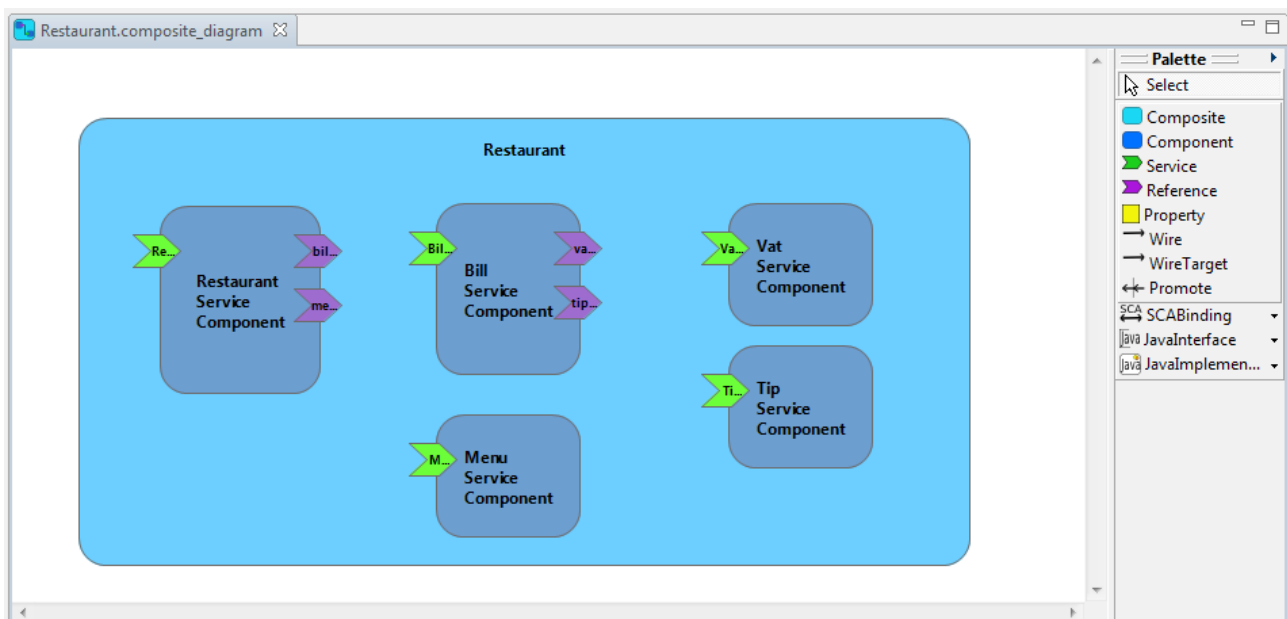 Restaurant.composite_diagram
Palette
Select
Composite
Component
Service
Reference
Property
Wire
WireTarget
Promote
SCA SCABinding
Java JavaInterface
Java JavaImplemen...
Restaurant
Re...
bil...
me...
Restaurant
Service
Component
Bil...
va...
tip...
Bill
Service
Component
Va...
Vat
Service
Component
Ti...
Tip
Service
Component
M...
Menu
Service
Component